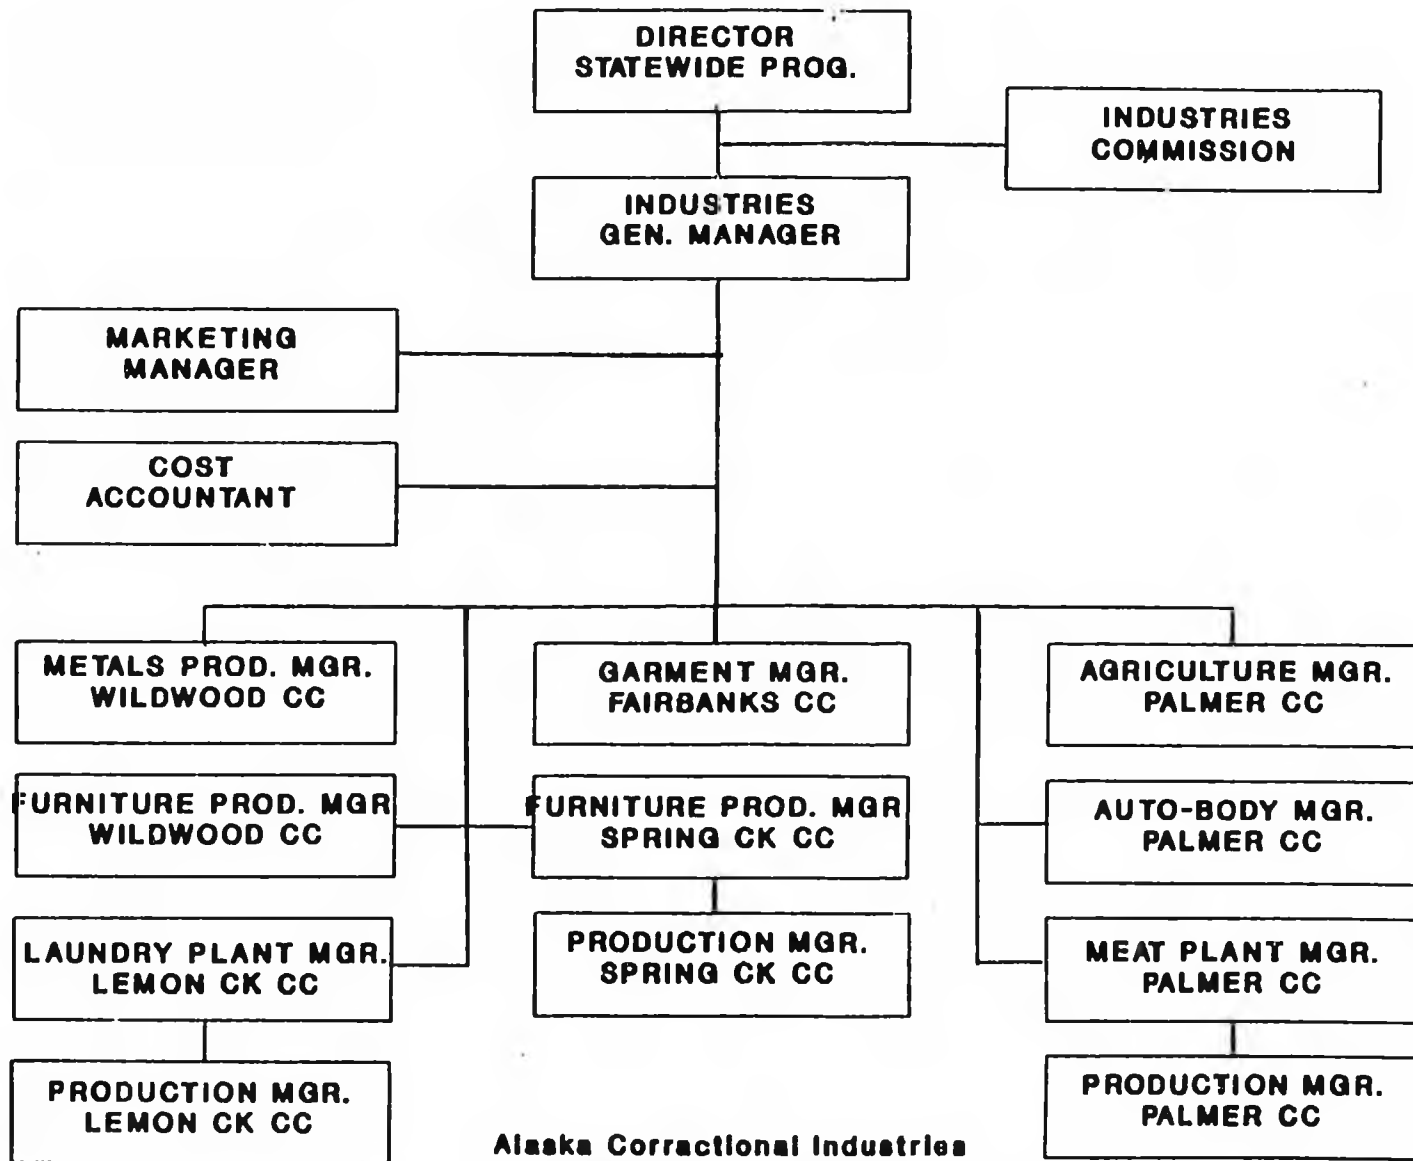 DIRECTOR
STATEWIDE PROG.
INDUSTRIES
COMMISSION
INDUSTRIES
GEN. MANAGER
MARKETING
MANAGER
COST
ACCOUNTANT
METALS PROD. MGR.
WILDWOOD CC
GARMENT MGR.
FAIRBANKS CC
AGRICULTURE MGR.
PALMER CC
FURNITURE PROD. MGR
WILDWOOD CC
FURNITURE PROD. MGR
SPRING CK CC
AUTO-BODY MGR.
PALMER CC
LAUNDRY PLANT MGR.
LEMON CK CC
PRODUCTION MGR.
SPRING CK CC
MEAT PLANT MGR.
PALMER CC
PRODUCTION MGR.
LEMON CK CC
PRODUCTION MGR.
PALMER CC
Alaska Corractional Industries